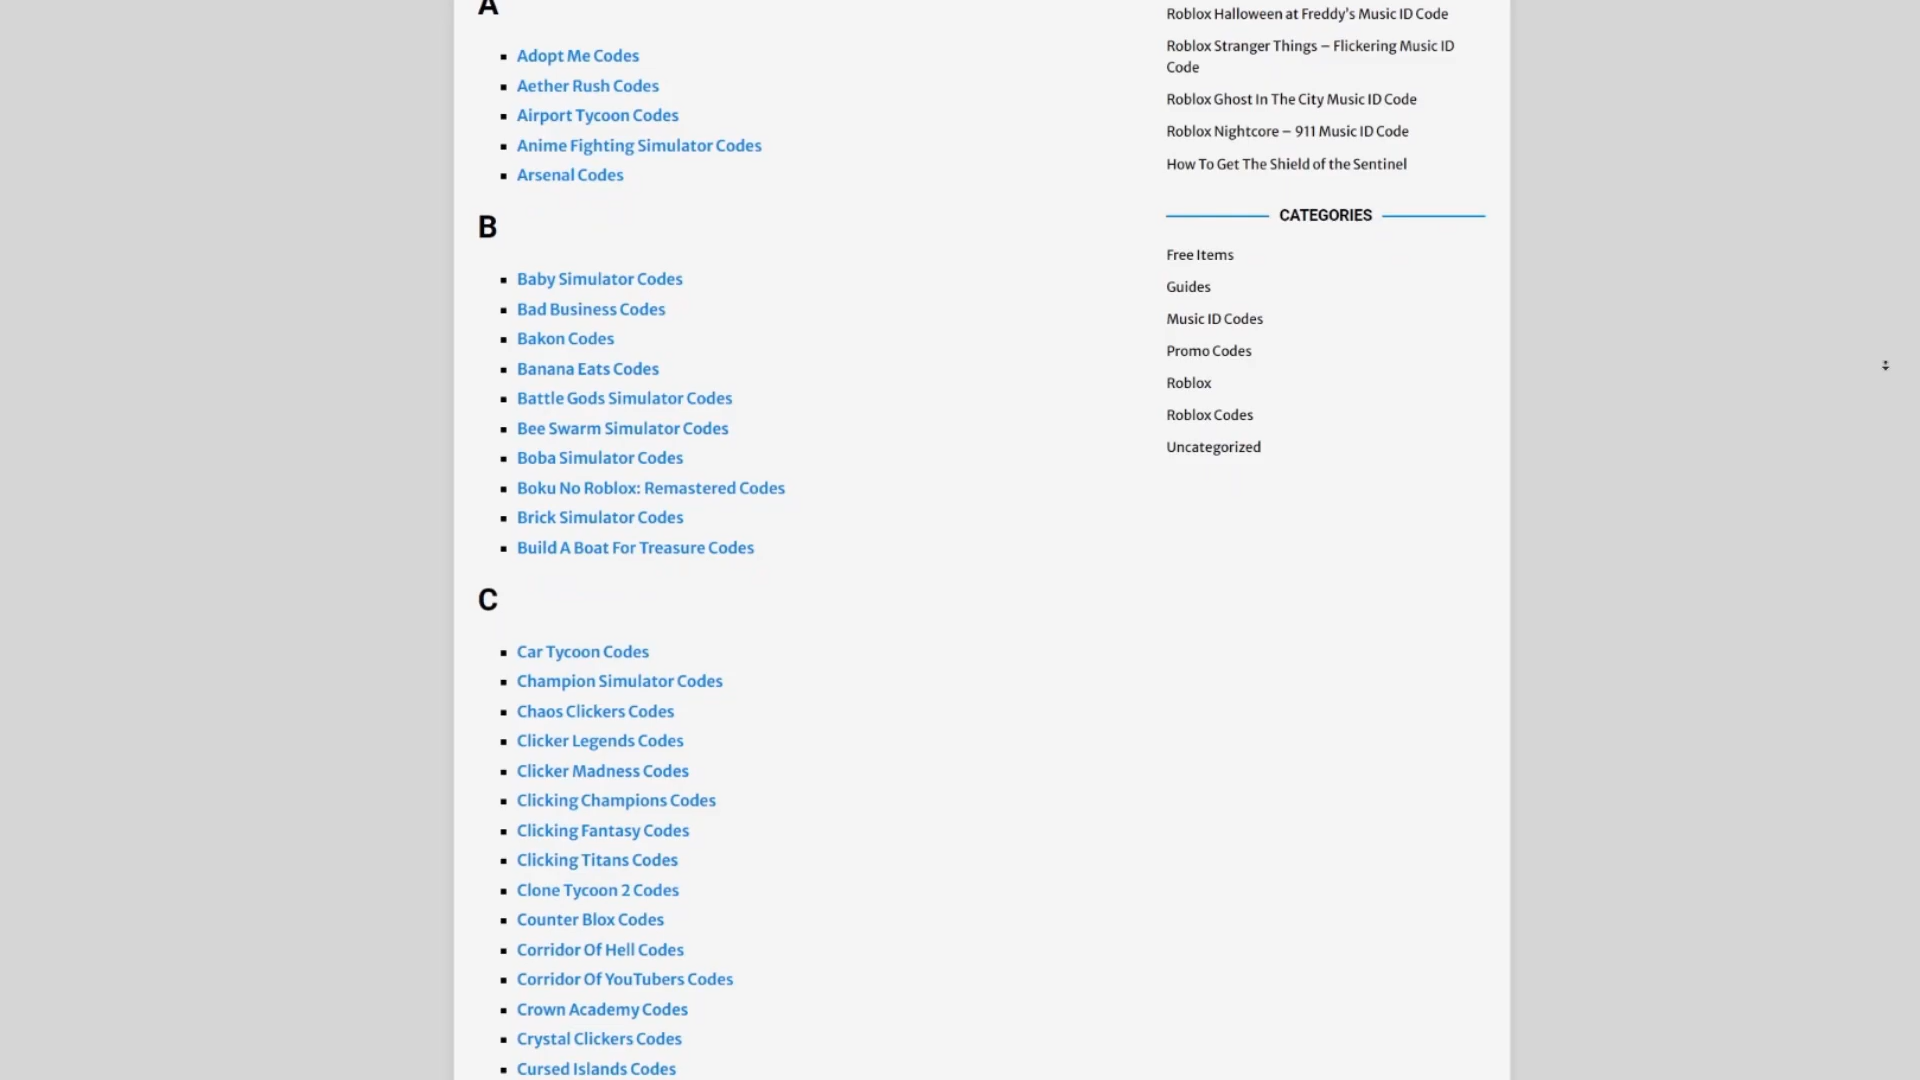 A
Adopt Me Codes
Aether Rush Codes
Airport Tycoon Codes
Anime Fighting Simulator Codes
Arsenal Codes
B
Baby Simulator Codes
Bad Business Codes
Bakon Codes
Banana Eats Codes
Battle Gods Simulator Codes
Bee Swarm Simulator Codes
Boba Simulator Codes
Boku No Roblox: Remastered Codes
Brick Simulator Codes
Build A Boat For Treasure Codes
C
Car Tycoon Codes
Champion Simulator Codes
Chaos Clickers Codes
Clicker Legends Codes
Clicker Madness Codes
Clicking Champions Codes
Clicking Fantasy Codes
Clicking Titans Codes
Clone Tycoon 2 Codes
Counter Blox Codes
Corridor Of Hell Codes
Corridor Of YouTubers Codes
Crown Academy Codes
Crystal Clickers Codes
Cursed Islands Codes
Roblox Halloween at Freddy's Music ID Code
Roblox Stranger Things – Flickering Music ID
Code
Roblox Ghost In The City Music ID Code
Roblox Nightcore – 911 Music ID Code
How To Get The Shield of the Sentinel
CATEGORIES
Free Items
Guides
Music ID Codes
Promo Codes
Roblox
Roblox Codes
Uncategorized